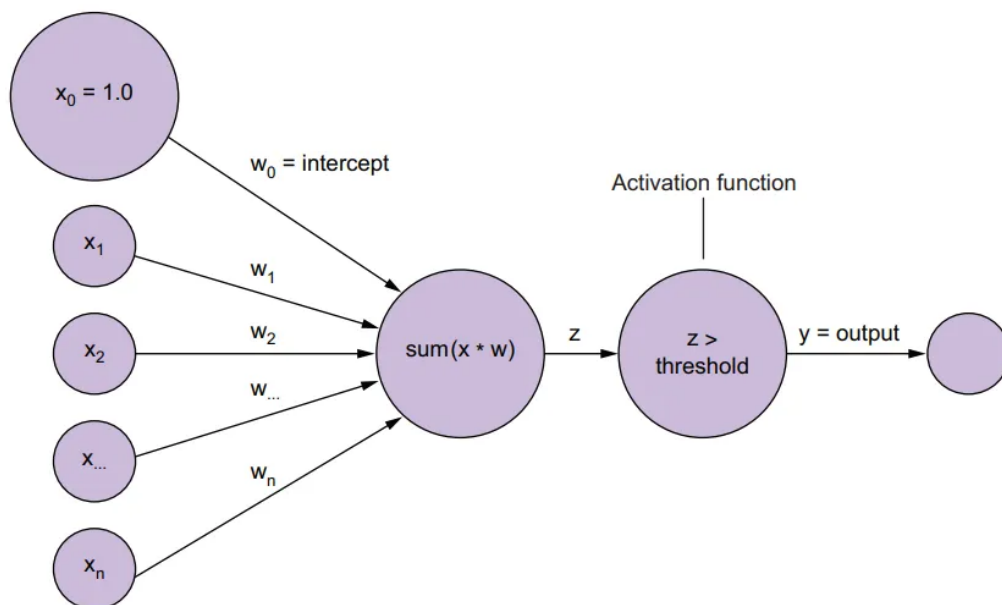 x₀ = 1.0
w₀ = intercept
Activation function
x₁
w₁
x₂
w₂
sum(x * w)
z
z >
threshold
y = output
w...
x...
wₙ
xₙ